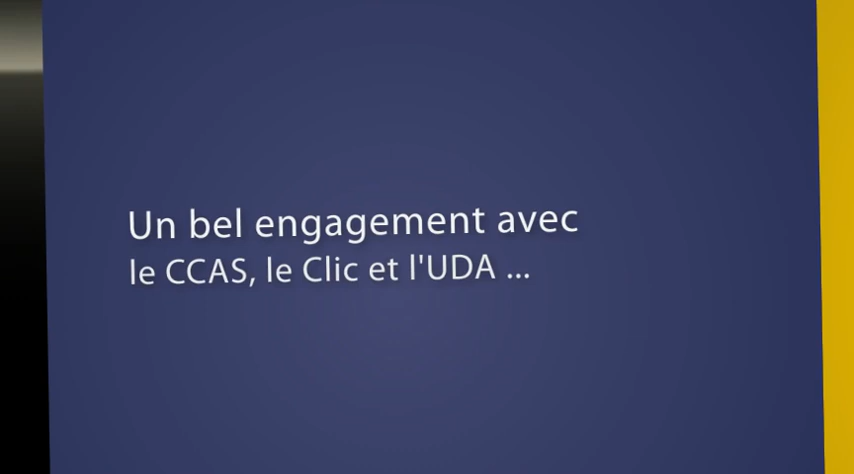 Un bel engagement avec
le CCAS, le Clic et l'UDA ...